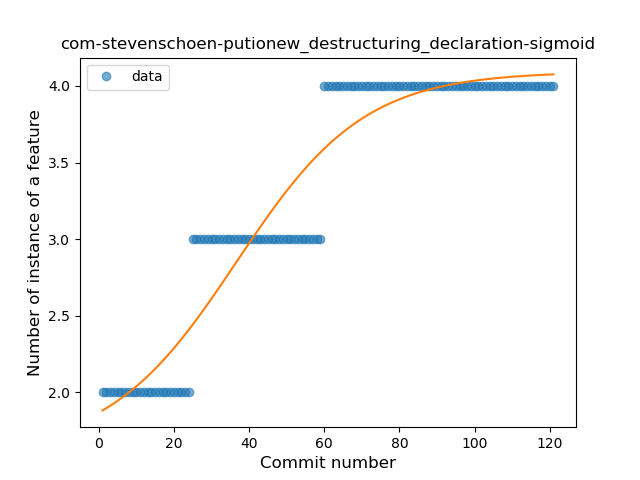 com-stevenschoen-putionew_destructuring_declaration-sigmoid
data
Number of instance of a feature
4.0
3.5
3.0
2.5
2.0
0 20 40 60 80 100 120
Commit number